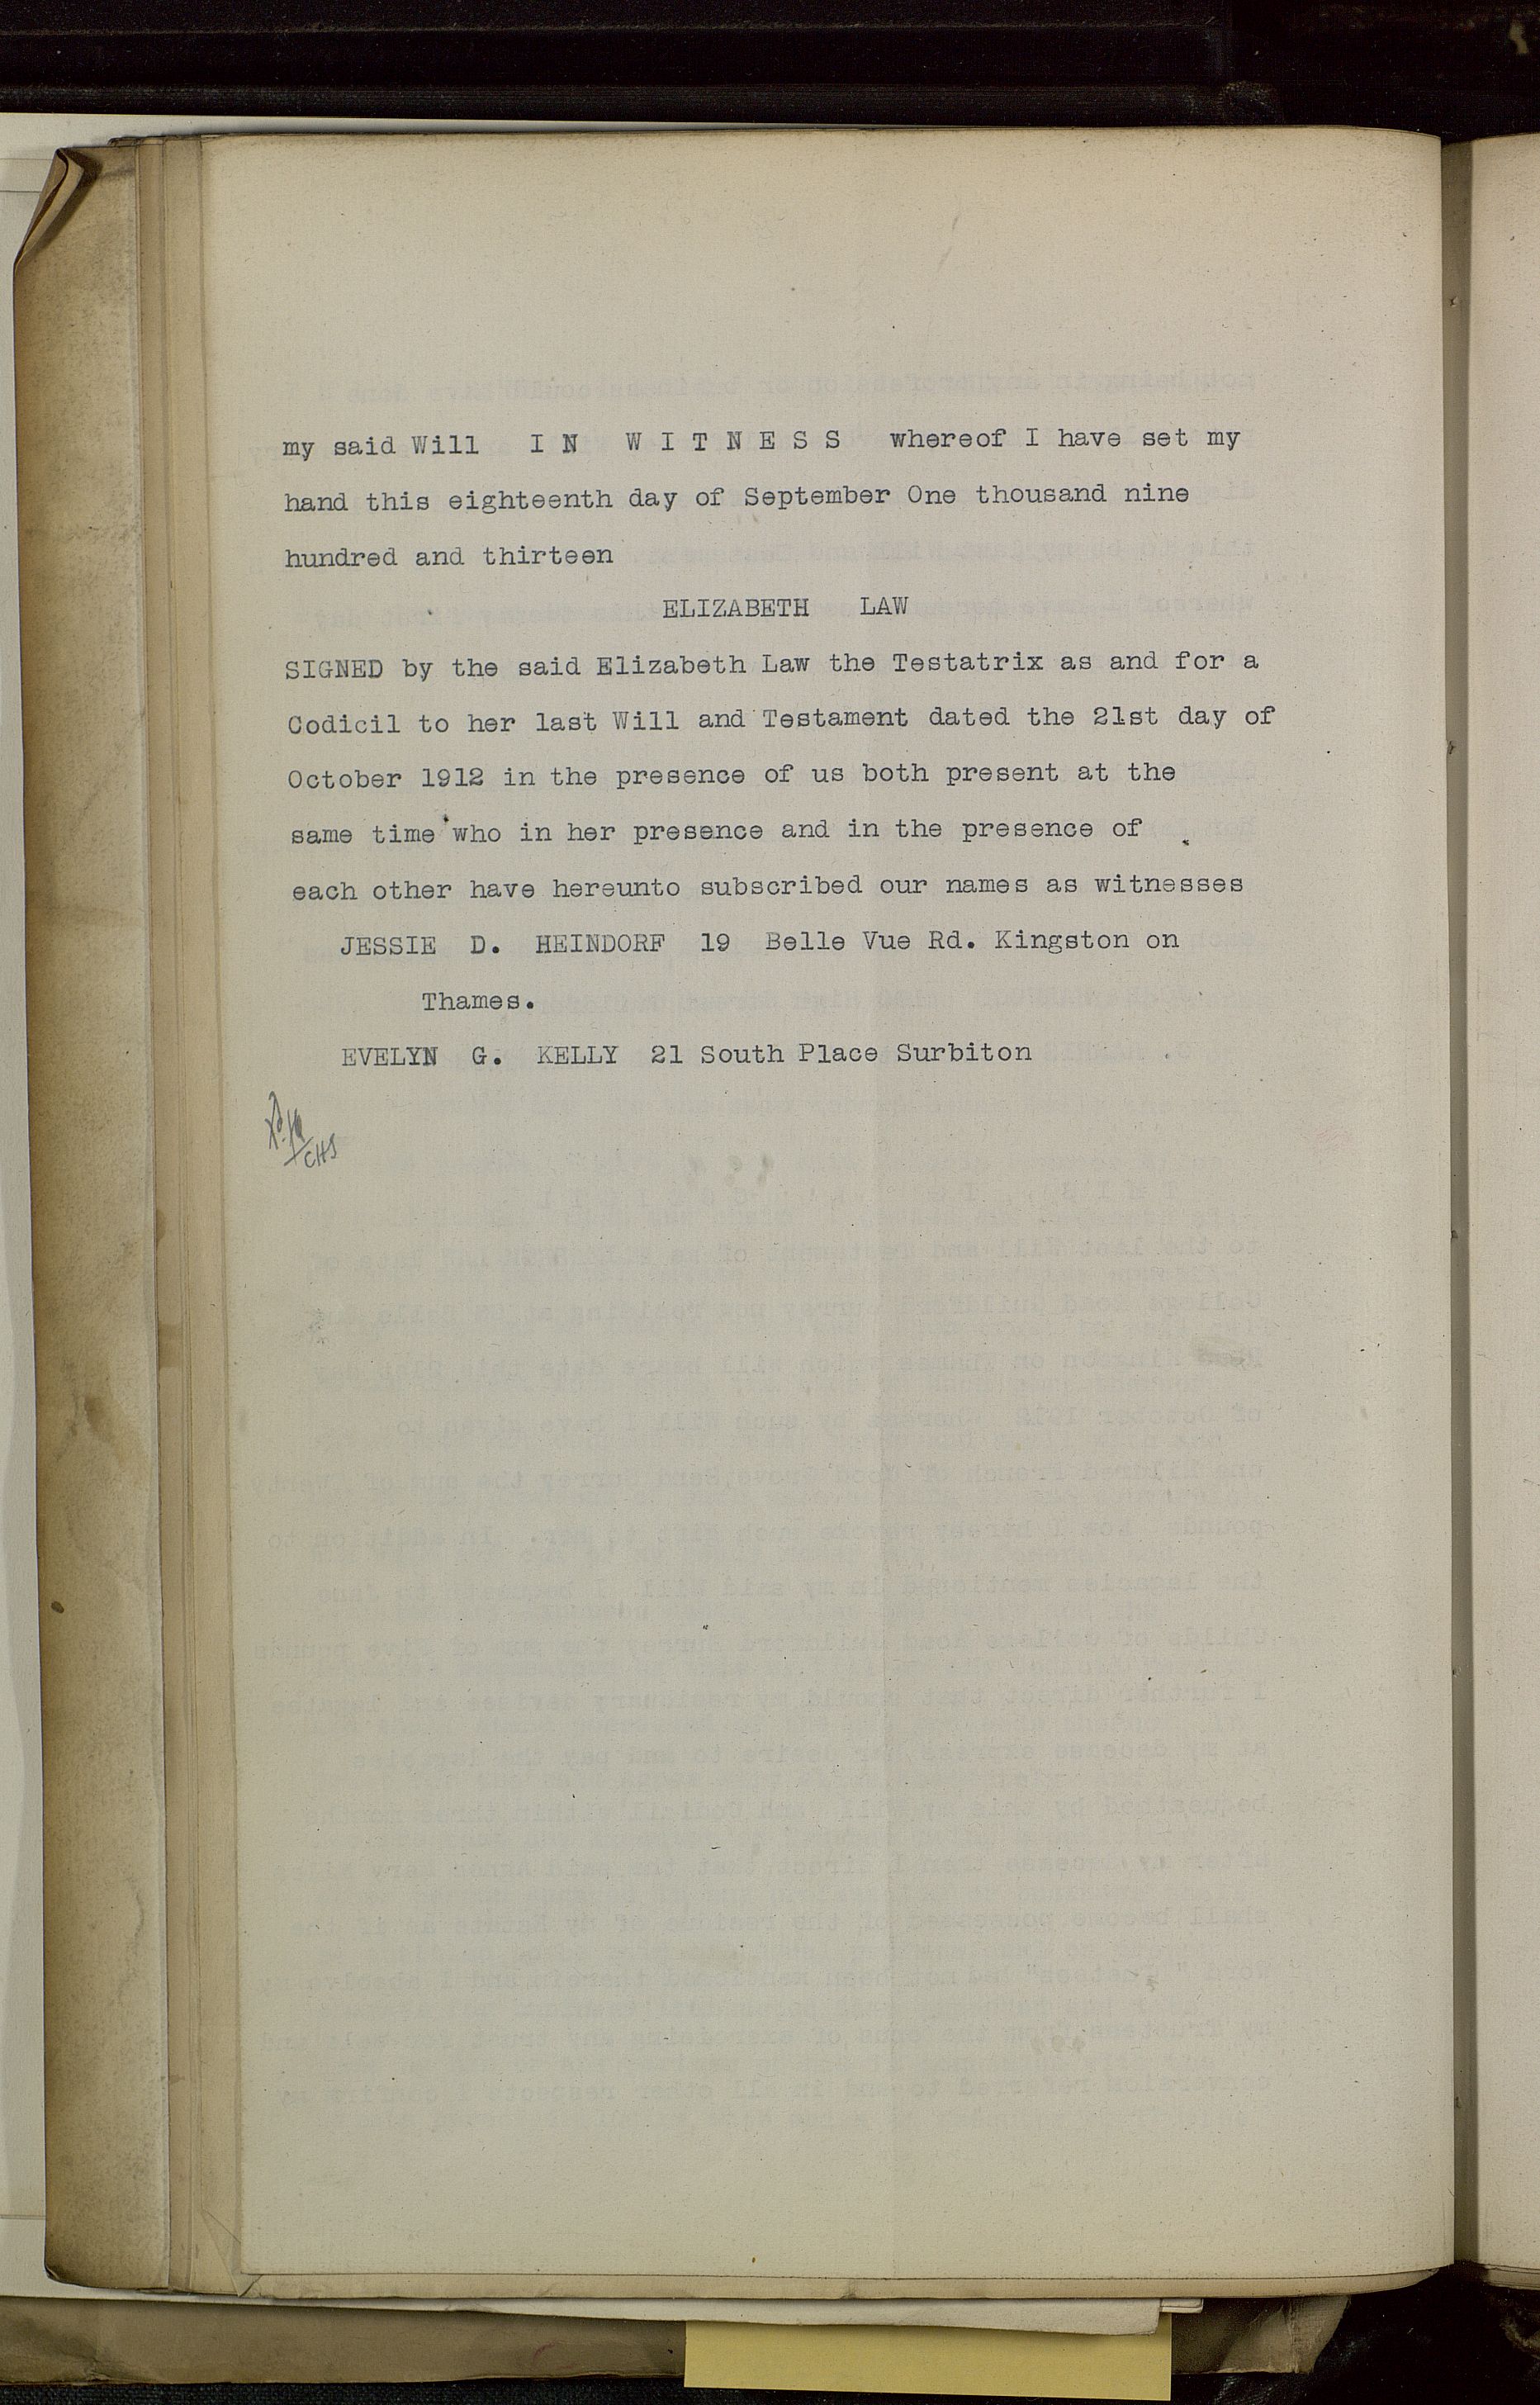 my said Will I N W I T N E S S whereof I have set my
hand this eighteenth day of September One thousand nine
hundred and thirteen
ELIZABETH LAW
SIGNED by the said Elizabeth Law the Testatrix as and for a
Codicil to her last Will and Testament dated the 21st day of
October 1912 in the presence of us both present at the
same time who in her presence and in the presence of
each other have hereunto subscribed our names as witnesses
JESSIE D. HEINDORF 19 Belle Vue Rd. Kingston on
Thames.
EVELYN G. KELLY 21 South Place Surbiton
CHS